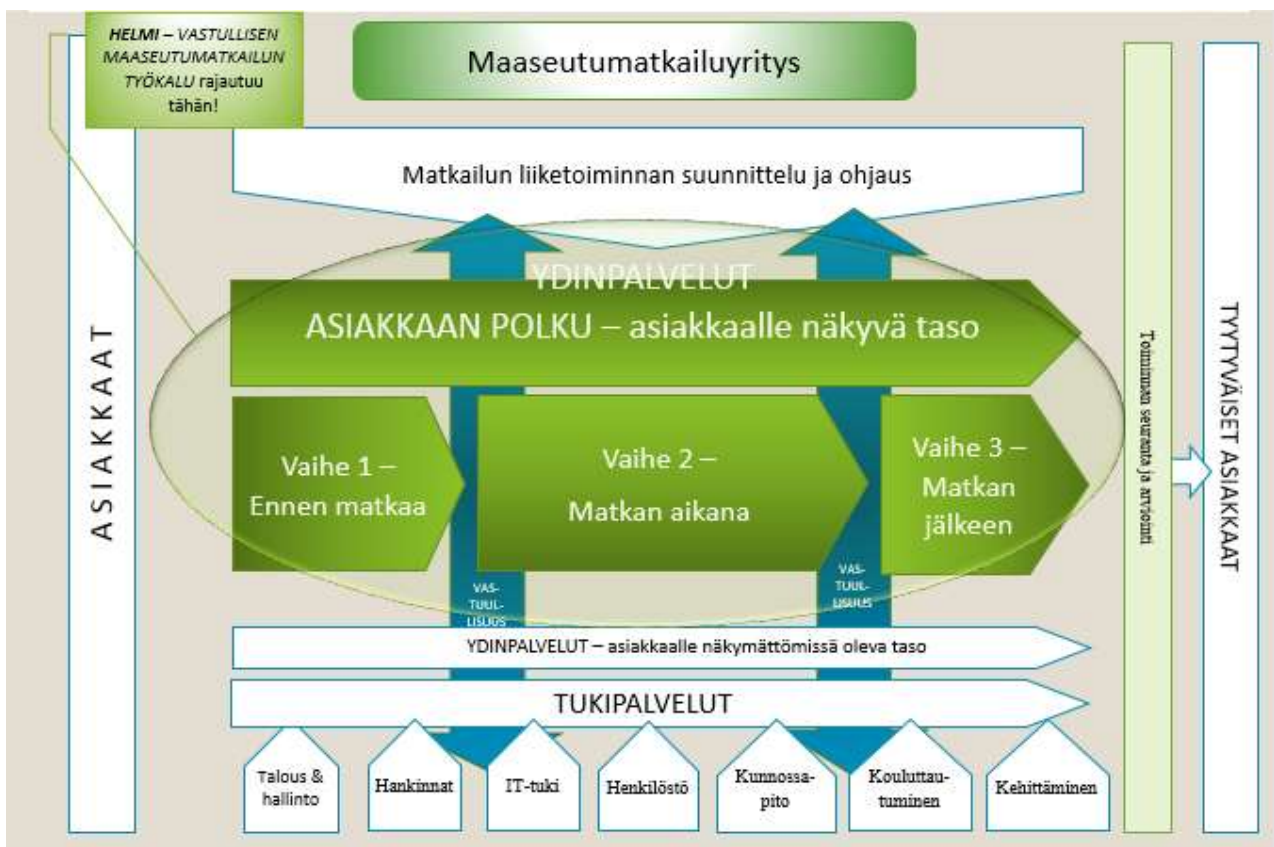 HELMI – VASTULLISEN
MAASEUTUMATKAILUN
TYÖKALU rajautuu
tähän!
Maaseutumatkailuyritys
Matkailun liiketoiminnan suunnittelu ja ohjaus
ASIAKKAAT
YDINPALVELUT
ASIAKKAAN POLKU – asiakkaalle näkyvä taso
Vaihe 1 –
Ennen matkaa
Vaihe 2 –
Matkan aikana
Vaihe 3 –
Matkan
jälkeen
VAS-
TUUL-
LISUUS
VAS-
TUUL-
LISUUS
YDINPALVELUT – asiakkaalle näkymättömissä oleva taso
TUKIPALVELUT
Talous &
hallinto
Hankinnat
IT-tuki
Henkilöstö
Kunnossa-
pito
Kouluttau-
tuminen
Kehittäminen
Toiminnan seuranta ja arviointi
TYYTYVÄISET ASIAKKAAT